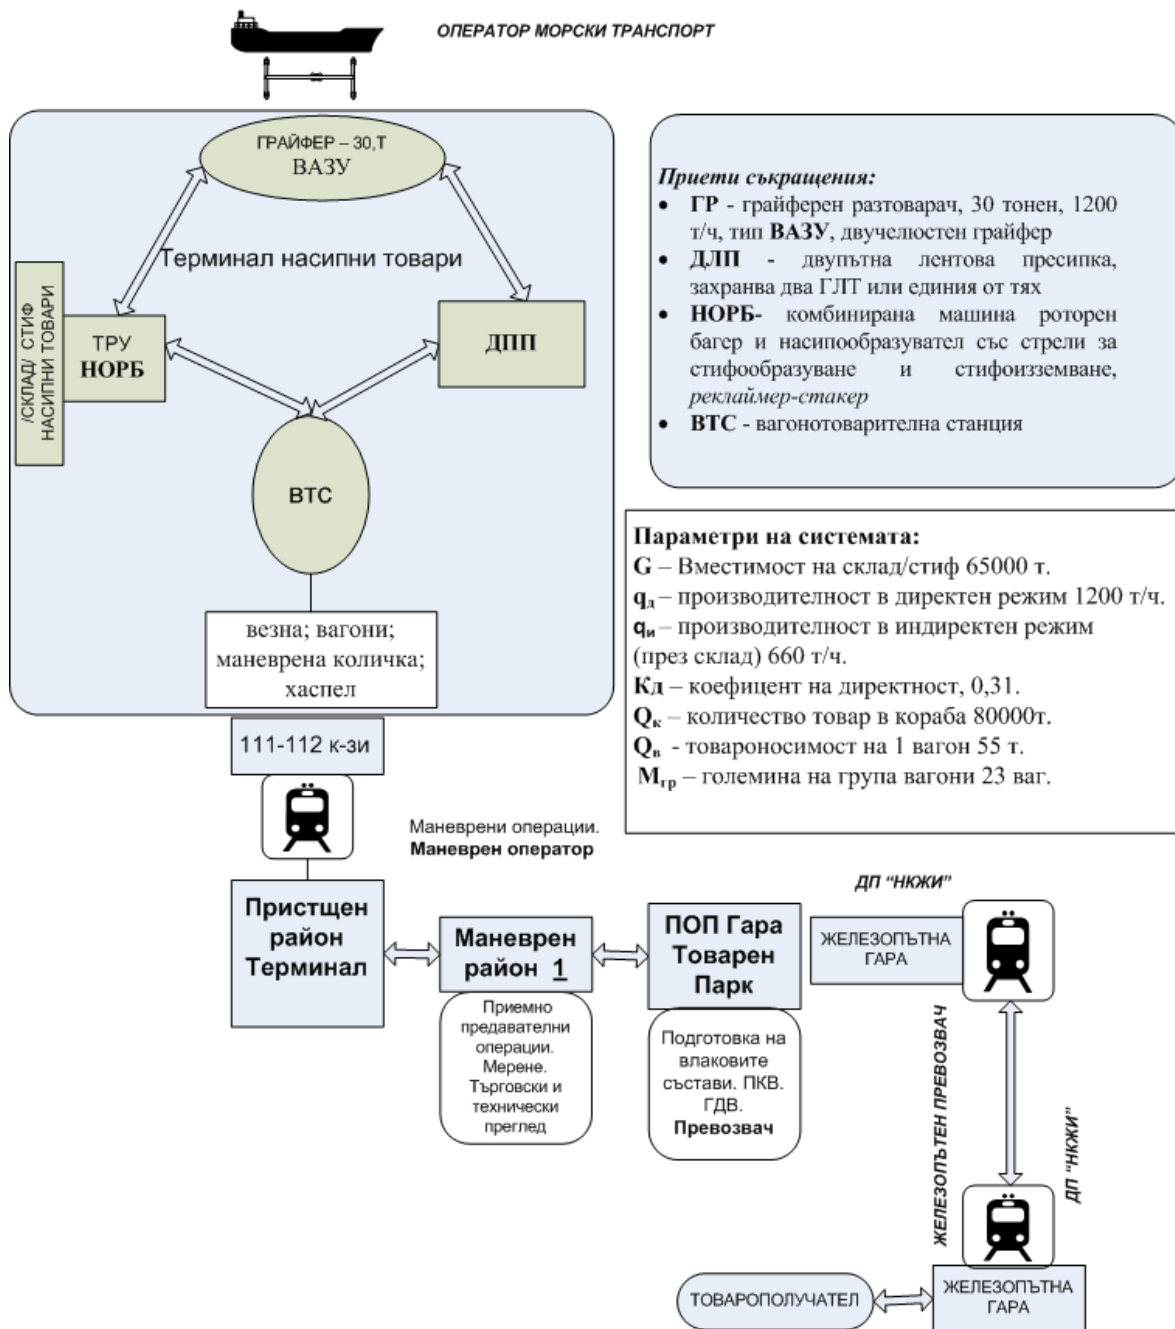 ОПЕРАТОР МОРСКИ ТРАНСПОРТ
ГРАЙФЕР – 30,Т
ВАЗУ
Терминал насипни товари
/СКЛАД/ СТИФ
НАСИПНИ ТОВАРИ
ТРУ
НОРБ
ДПП
ВТС
везна; вагони;
маневрена количка;
хаспел
111-112 к-зи
Приети съкращения:
• ГР - грайферен разтоварач, 30 тонен, 1200
т/ч, тип ВАЗУ, двучелюстен грайфер
• ДЛП - двупътна лентова пресипка,
захранва два ГЛТ или единия от тях
• НОРБ- комбинирана машина роторен
багер и насипообразувател със стрели за
стифообразуване и стифоизземване,
реклаймер-стакер
• ВТС - вагонотоварителна станция
Параметри на системата:
G – Вместимост на склад/стиф 65000 т.
qд – производителност в директен режим 1200 т/ч.
qи – производителност в индиректен режим
(през склад) 660 т/ч.
Kд – коефицент на директност, 0,31.
Qк – количество товар в кораба 80000т.
Qв - товароносимост на 1 вагон 55 т.
Mгр – големина на група вагони 23 ваг.
Маневрени операции.
Маневрен оператор
Пристщен
район
Терминал
Маневрен
район 1
Приемно
предавателни
операции.
Мерене.
Търговски и
технически
преглед
ПОП Гара
Товарен
Парк
Подготовка на
влаковите
състави. ПКВ.
ГДВ.
Превозвач
ДП “НКЖИ”
ЖЕЛЕЗОПЪТНА
ГАРА
ЖЕЛЕЗОПЪТЕН ПРЕВОЗВАЧ
ДП “НКЖИ”
ТОВАРОПОЛУЧАТЕЛ
ЖЕЛЕЗОПЪТНА
ГАРА